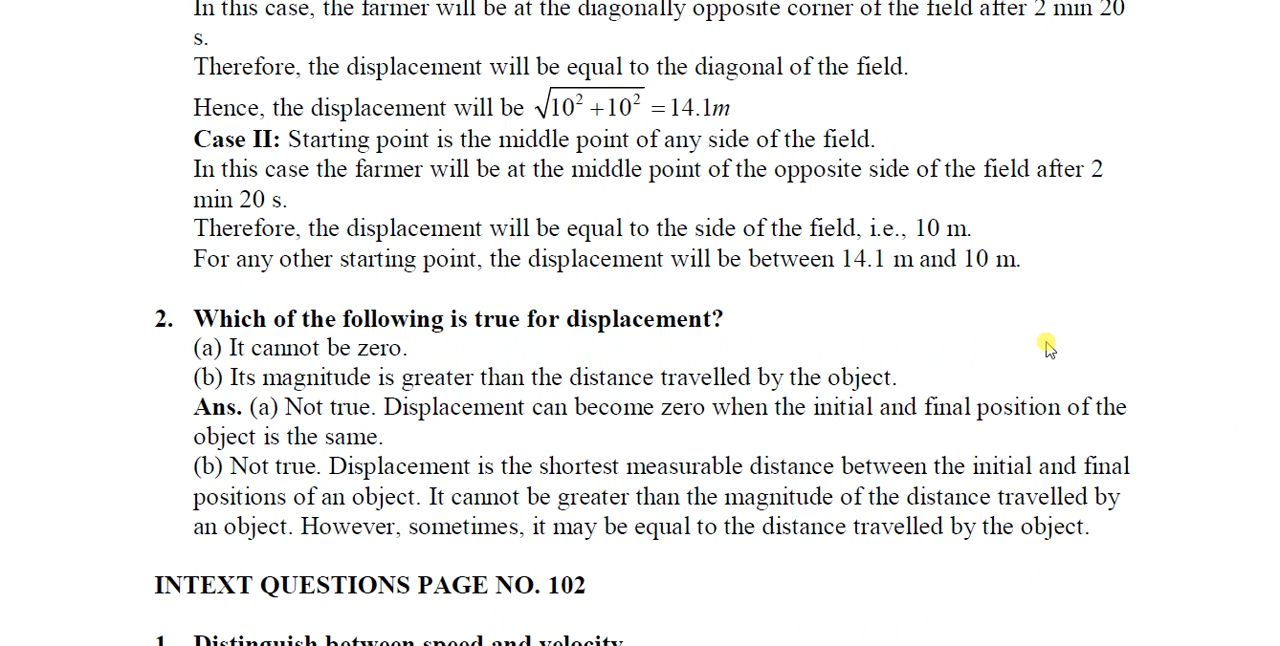 In this case, the farmer will be at the diagonally opposite corner of the field after 2 min 20
s.
Therefore, the displacement will be equal to the diagonal of the field.
Hence, the displacement will be √10² + 10² = 14.1m
Case II: Starting point is the middle point of any side of the field.
In this case the farmer will be at the middle point of the opposite side of the field after 2
min 20 s.
Therefore, the displacement will be equal to the side of the field, i.e., 10 m.
For any other starting point, the displacement will be between 14.1 m and 10 m.
2. Which of the following is true for displacement?
(a) It cannot be zero.
(b) Its magnitude is greater than the distance travelled by the object.
Ans. (a) Not true. Displacement can become zero when the initial and final position of the
object is the same.
(b) Not true. Displacement is the shortest measurable distance between the initial and final
positions of an object. It cannot be greater than the magnitude of the distance travelled by
an object. However, sometimes, it may be equal to the distance travelled by the object.
INTEXT QUESTIONS PAGE NO. 102
1. Distinguish between speed and velocity.